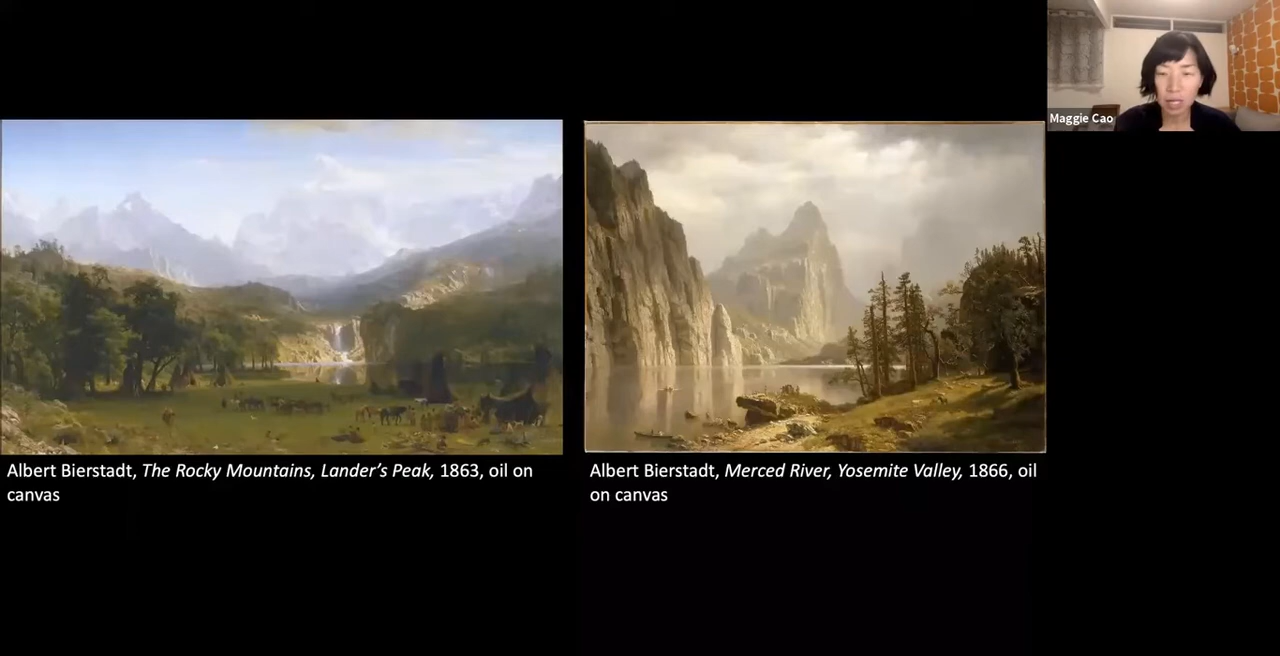 Maggie Cao
Albert Bierstadt, The Rocky Mountains, Lander’s Peak, 1863, oil on
canvas
Albert Bierstadt, Merced River, Yosemite Valley, 1866, oil
on canvas